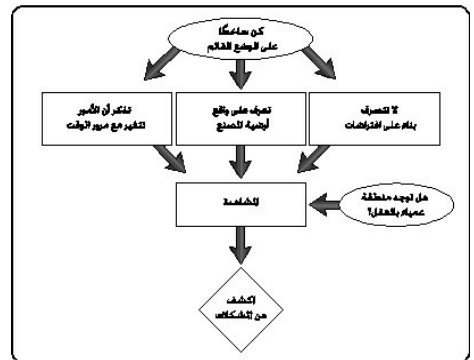 كن ساخطًا
على الوضع القائم
لا تتصرف
بناء على افتراضات
تعرف على واقع
أرضية المصنع
تذكر أن الأمور
تتغير مع مرور الوقت
المشاهدة
هل توجد منطقة
عمياء بالعقل؟
اكشف
عن المشكلات